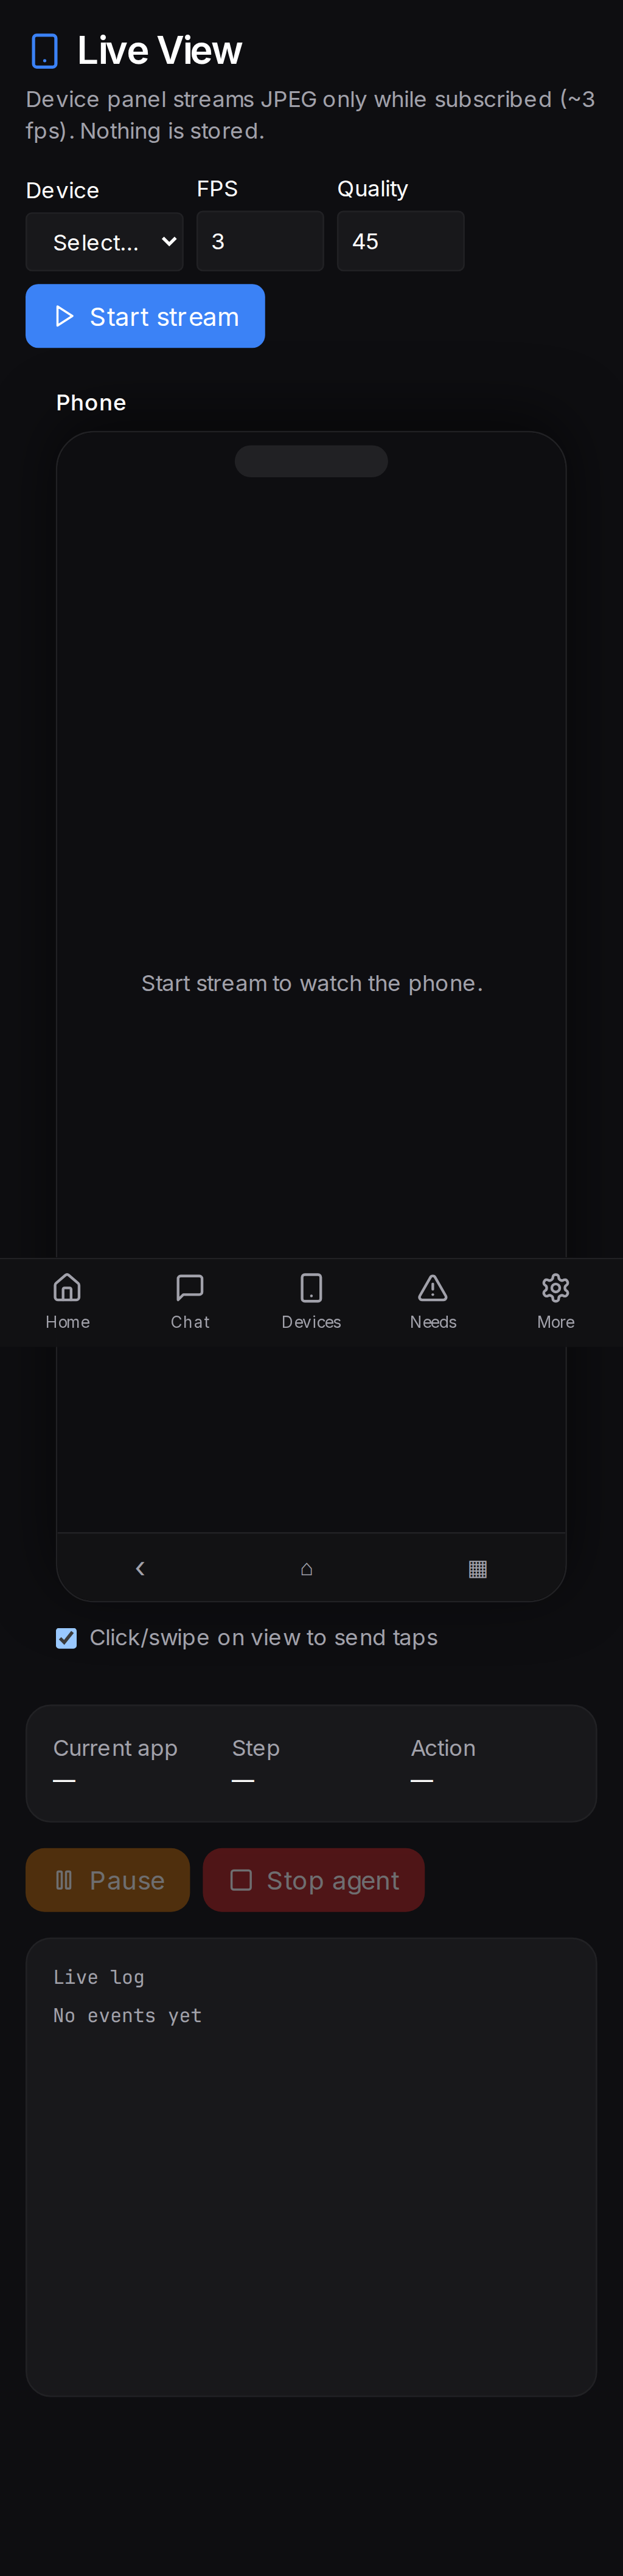 Live View
Device panel streams JPEG only while subscribed (~3
fps). Nothing is stored.
Device
FPS
Quality
Select...
3
45
Start stream
Phone
Start stream to watch the phone.
Home
Chat
Devices
Needs
More
Click/swipe on view to send taps
Current app
Step
Action
—
—
—
Pause
Stop agent
Live log
No events yet